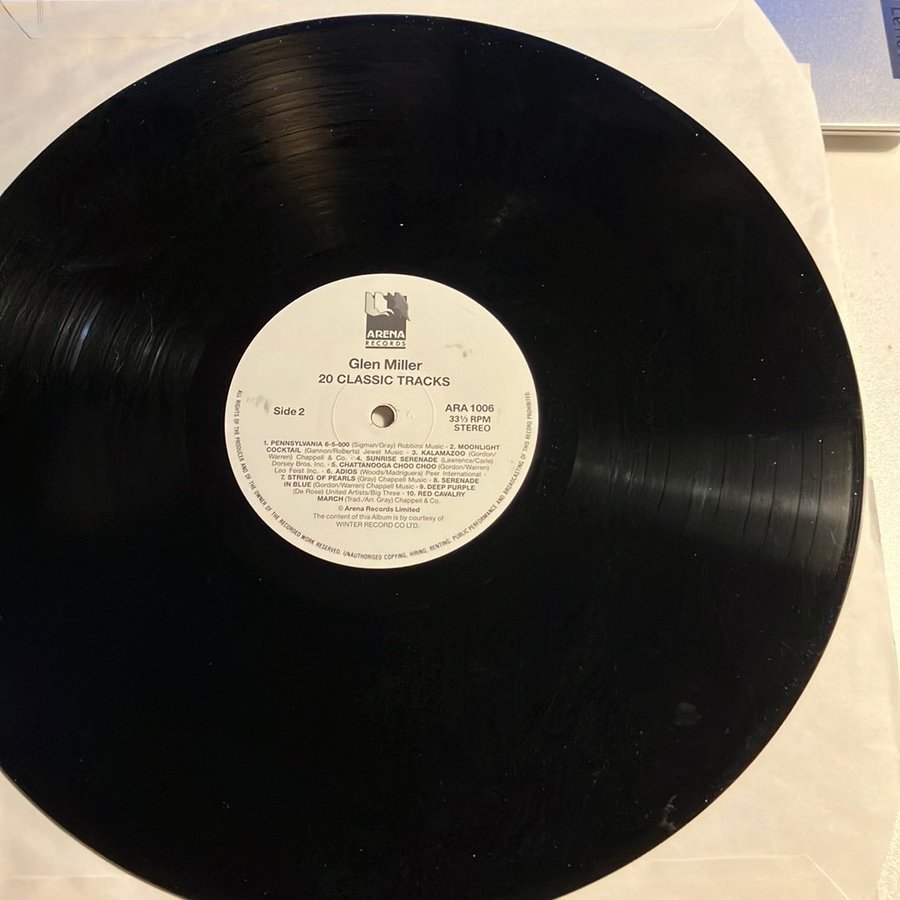 ARENA
RECORDS
Glen Miller
20 CLASSIC TRACKS
Side 2
ARA 1006
33⅓ RPM
STEREO
1. PENNSYLVANIA 6-5-000 (Sigman/Gray) Robbins Music · 2. MOONLIGHT
COCKTAIL (Gannon/Roberts) Jewel Music · 3. KALAMAZOO (Gordon/
Warren) Chappell & Co. · 4. SUNRISE SERENADE (Lawrence/Carle)
Dorsey Bros. Inc. · 5. CHATTANOOGA CHOO CHOO (Gordon/Warren)
Leo Feist Inc. · 6. ADIOS (Woods/Madriguera) Peer International ·
7. STRING OF PEARLS (Gray) Chappell Music · 8. SERENADE
IN BLUE (Gordon/Warren) Chappell Music · 9. DEEP PURPLE
(De Rose) United Artists/Big Three · 10. RED CAVALRY
MARCH (Trad./Arr. Gray) Chappell & Co.
© Arena Records Limited
The content of this Album is by courtesy of
WINTER RECORD CO LTD.
ALL RIGHTS OF THE PRODUCER AND OF THE OWNER OF THE RECORDED WORK RESERVED. UNAUTHORISED COPYING, HIRING, RENTING, PUBLIC PERFORMANCE AND BROADCASTING OF THIS RECORD PROHIBITED.